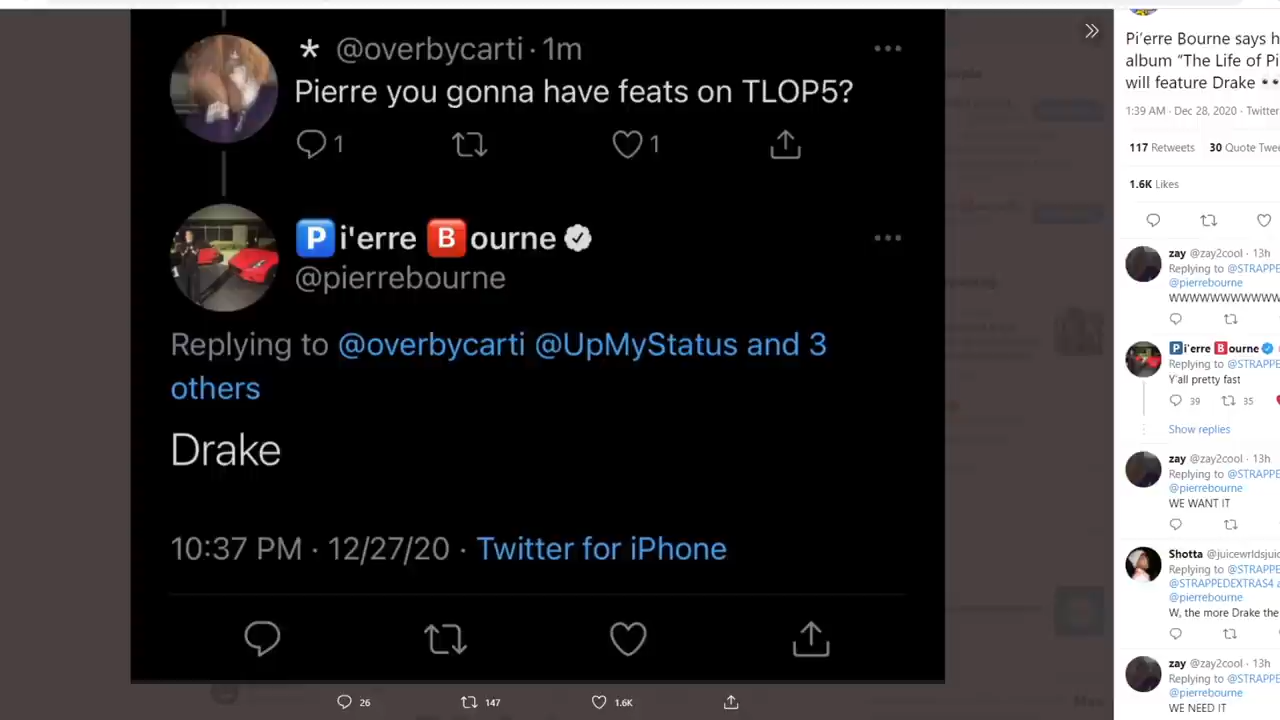 * @overbycarti · 1m
Pierre you gonna have feats on TLOP5?
1
1
🅿️i'erre 🅱️ourne
@pierrebourne
Replying to @overbycarti @UpMyStatus and 3
others
Drake
10:37 PM · 12/27/20 · Twitter for iPhone
26
147
1.6K
Pi'erre Bourne says h
album "The Life of Pi
will feature Drake 👀
1:39 AM · Dec 28, 2020 · Twitter
117 Retweets 30 Quote Twee
1.6K Likes
zay @zay2cool · 13h
Replying to @STRAPPE
@pierrebourne
WWWWWWWWWWW
🅿️i'erre 🅱️ourne
Replying to @STRAPPE
Y'all pretty fast
39 35
Show replies
zay @zay2cool · 13h
Replying to @STRAPPE
@pierrebourne
WE WANT IT
Shotta @juicewrldsjuic
Replying to @STRAPPE
@STRAPPEDEXTRAS4 a
@pierrebourne
W, the more Drake the
zay @zay2cool · 13h
Replying to @STRAPPE
@pierrebourne
WE NEED IT